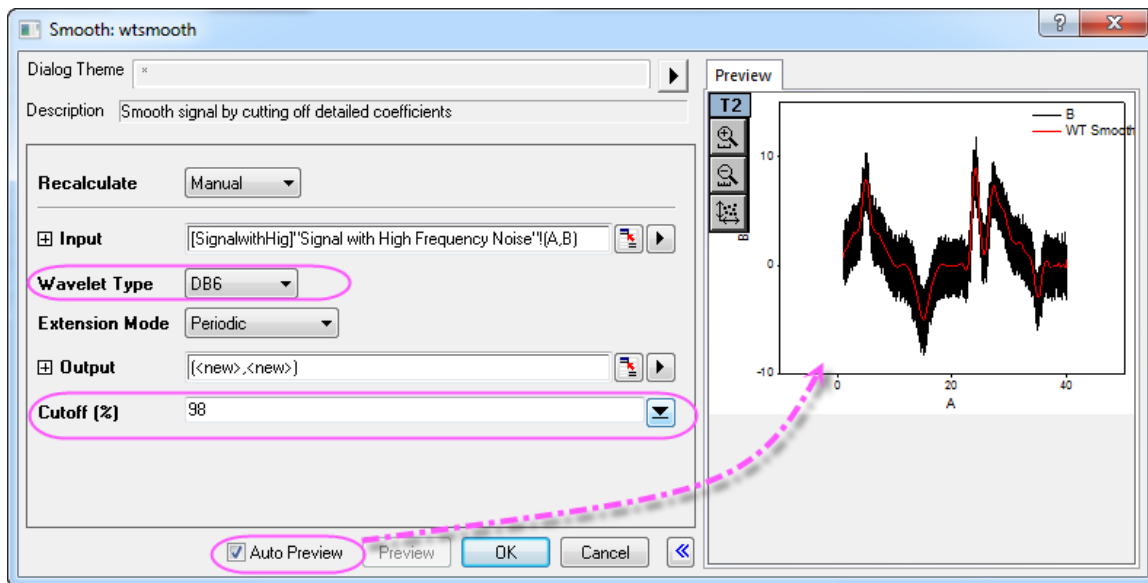 Smooth: wtsmooth
?
X
Dialog Theme *
Description Smooth signal by cutting off detailed coefficients
Recalculate Manual
Input [SignalwithHig]"Signal with High Frequency Noise"!(A,B)
Wavelet Type DB6
Extension Mode Periodic
Output (<new>,<new>)
Cutoff (%) 98
Auto Preview Preview OK Cancel
Preview
T2
B
WT Smooth
10
0
-10
B
0 20 40
A